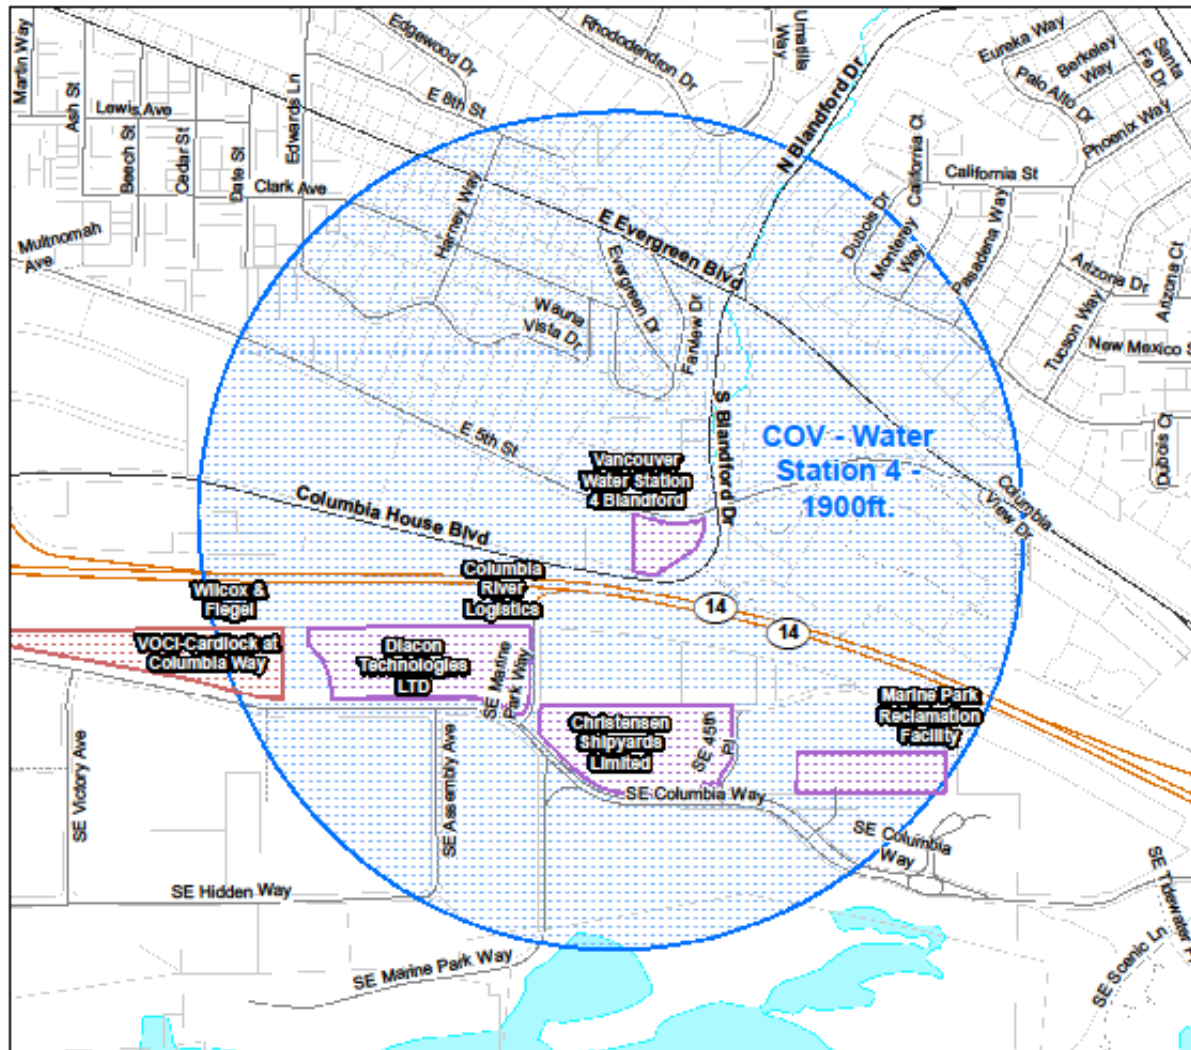 Martin Way
Ash St
Lewis Ave
Beech St
Cedar St
Date St
Edwards Ln
Clark Ave
Multnomah
Ave
Edgewood Dr
E 8th St
Rhododendron Dr
Umatilla
Way
N Blandford Dr
Eureka Way
Berkeley
Way
Santa
Fe Dr
Palo Alto Dr
Phoenix Way
California Ct
California St
Dubois Dr
Monterey
Way
Pasadena Way
Arizona Dr
Arizona Ct
Tucson Way
New Mexico S
Dubois Ct
Harney Way
E Evergreen Blvd
Evergreen Dr
Wauna
Vista Dr
Fairview Dr
S Blandford Dr
E 5th St
COV - Water
Station 4 -
1900ft.
Vancouver
Water Station
4 Blandford
Columbia
View Dr
Columbia House Blvd
Wilcox &
Flegel
Columbia
River
Logistics
14
14
VOCI-Cardlock at
Columbia Way
Diacon
Technologies
LTD
SE Marine
Park Way
Christensen
Shipyards
Limited
SE 45th
Pl
Marine Park
Reclamation
Facility
SE Victory Ave
SE Assembly Ave
SE Columbia Way
SE Columbia
Way
SE Hidden Way
SE Marine Park Way
SE Tidewater
SE Scenic Ln